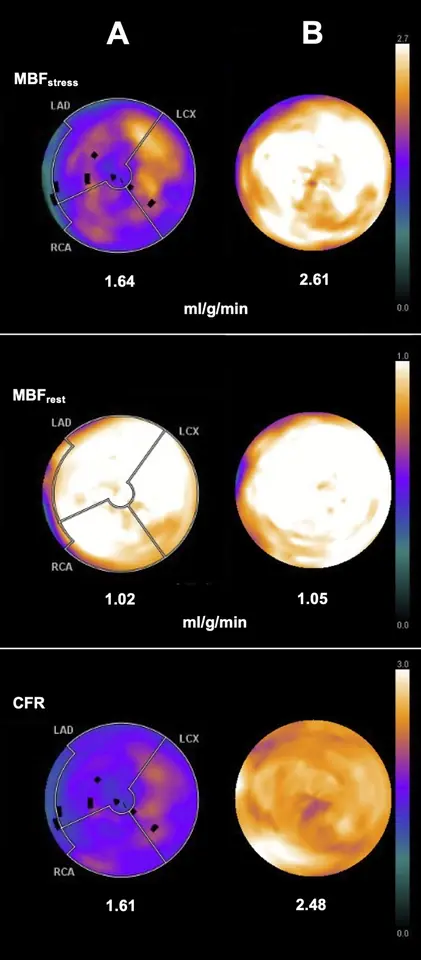 A B
2.7
MBFstress
LAD LCX
RCA
0.0
1.64 2.61
ml/g/min
1.0
MBFrest
LAD LCX
RCA
1.02 1.05
0.0
ml/g/min
3.0
CFR
LAD LCX
RCA
1.61 2.48
0.0